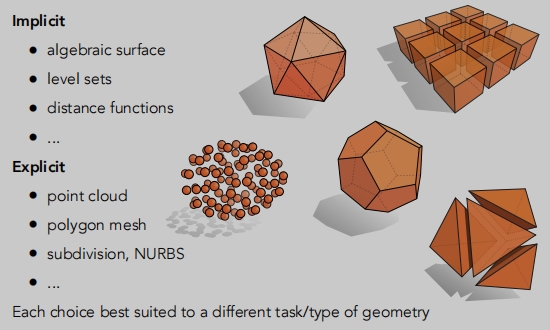 Implicit
● algebraic surface
● level sets
● distance functions
● ...
Explicit
● point cloud
● polygon mesh
● subdivision, NURBS
● ...
Each choice best suited to a different task/type of geometry